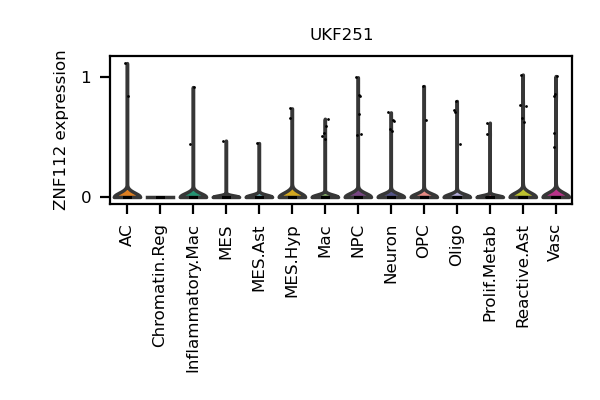 UKF251
ZNF112 expression
1
0
AC
Chromatin.Reg
Inflammatory.Mac
MES
MES.Ast
MES.Hyp
Mac
NPC
Neuron
OPC
Oligo
Prolif.Metab
Reactive.Ast
Vasc